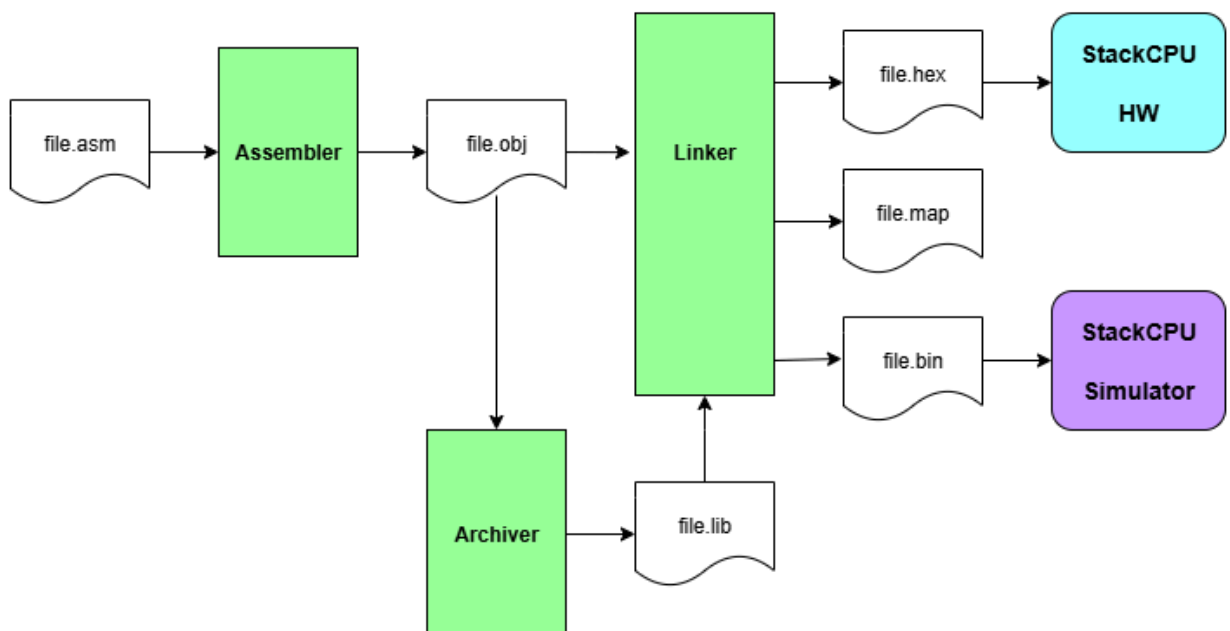 file.asm
Assembler
file.obj
Linker
file.hex
StackCPU
HW
file.map
file.bin
StackCPU
Simulator
Archiver
file.lib